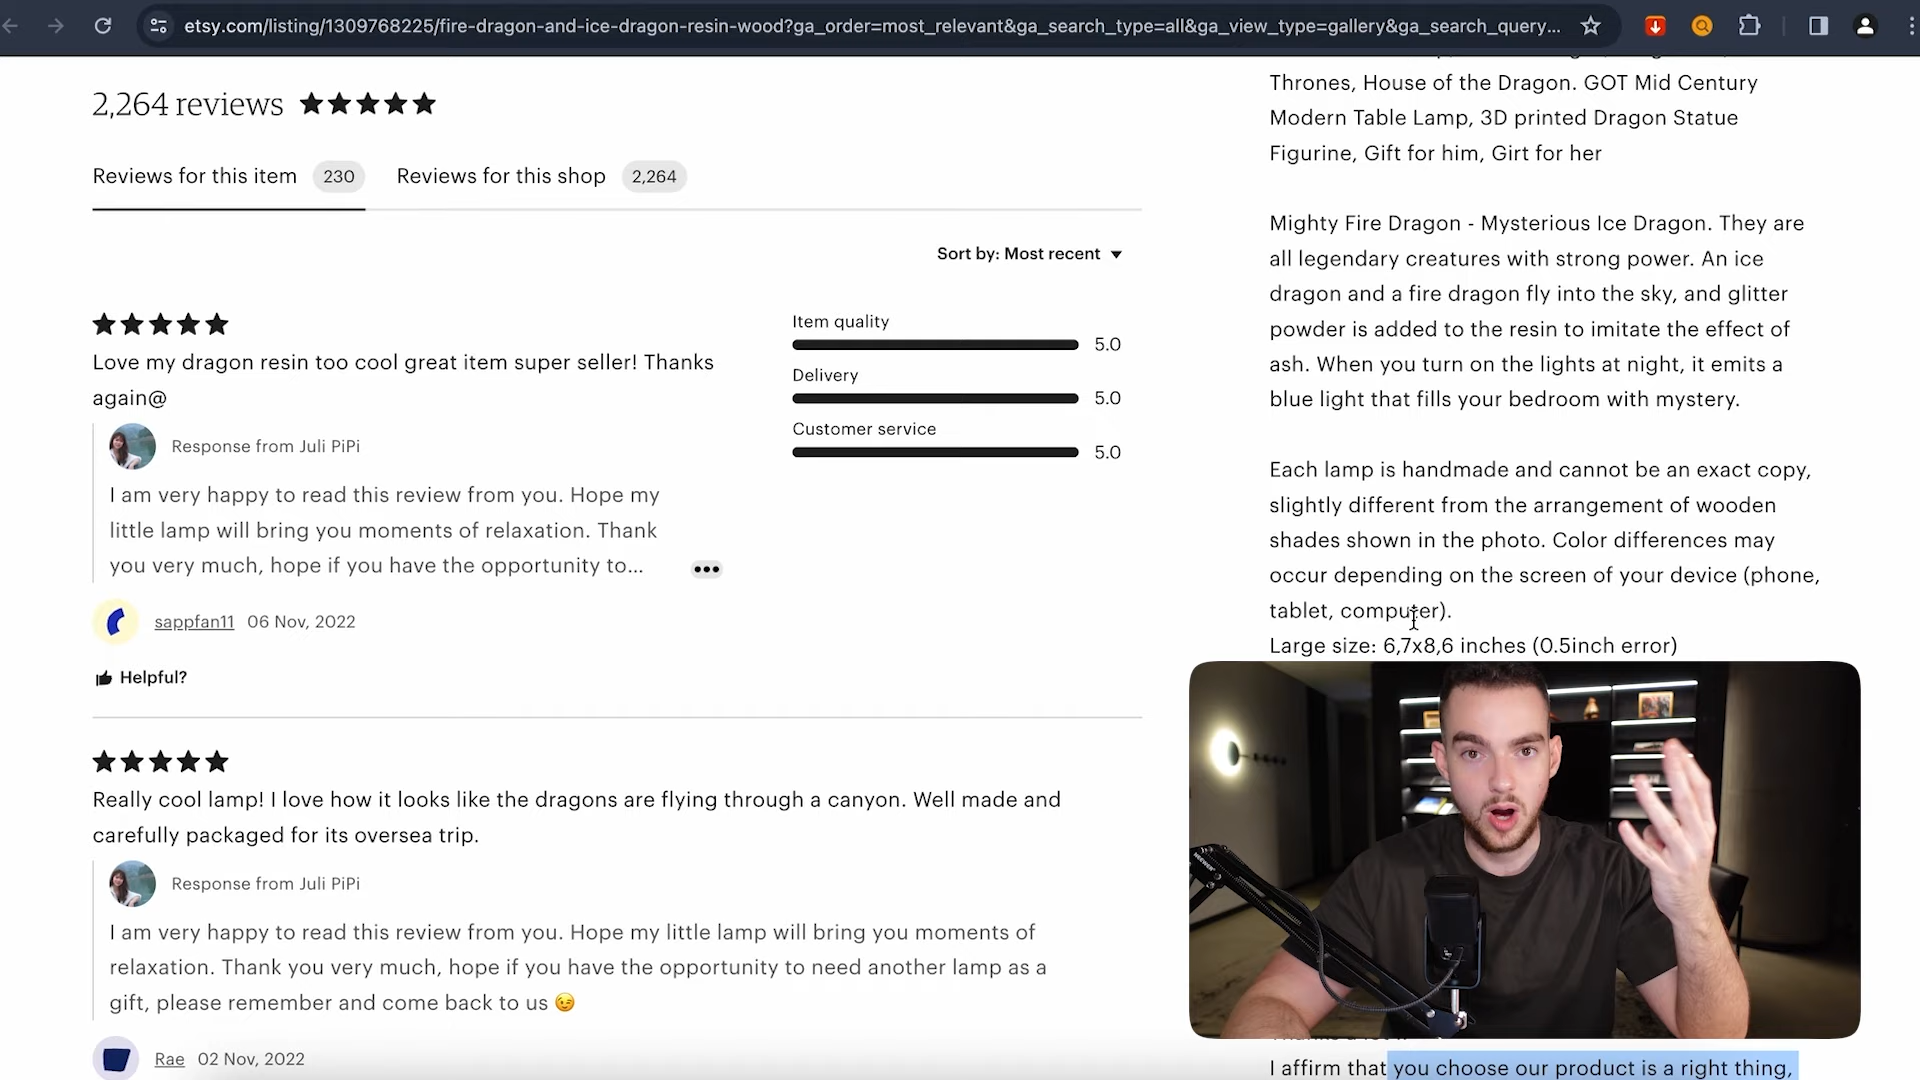 etsy.com/listing/1309768225/fire-dragon-and-ice-dragon-resin-wood?ga_order=most_relevant&ga_search_type=all&ga_view_type=gallery&ga_search_query...
2,264 reviews
Reviews for this item 230
Reviews for this shop 2,264
Sort by: Most recent
Love my dragon resin too cool great item super seller! Thanks
again@
Response from Juli PiPi
I am very happy to read this review from you. Hope my
little lamp will bring you moments of relaxation. Thank
you very much, hope if you have the opportunity to...
sappfan11 06 Nov, 2022
Helpful?
Item quality
5.0
Delivery
5.0
Customer service
5.0
Really cool lamp! I love how it looks like the dragons are flying through a canyon. Well made and
carefully packaged for its oversea trip.
Response from Juli PiPi
I am very happy to read this review from you. Hope my little lamp will bring you moments of
relaxation. Thank you very much, hope if you have the opportunity to need another lamp as a
gift, please remember and come back to us 😉
Rae 02 Nov, 2022
Thrones, House of the Dragon. GOT Mid Century
Modern Table Lamp, 3D printed Dragon Statue
Figurine, Gift for him, Girt for her
Mighty Fire Dragon - Mysterious Ice Dragon. They are
all legendary creatures with strong power. An ice
dragon and a fire dragon fly into the sky, and glitter
powder is added to the resin to imitate the effect of
ash. When you turn on the lights at night, it emits a
blue light that fills your bedroom with mystery.
Each lamp is handmade and cannot be an exact copy,
slightly different from the arrangement of wooden
shades shown in the photo. Color differences may
occur depending on the screen of your device (phone,
tablet, computer).
Large size: 6,7x8,6 inches (0.5inch error)
I affirm that you choose our product is a right thing,